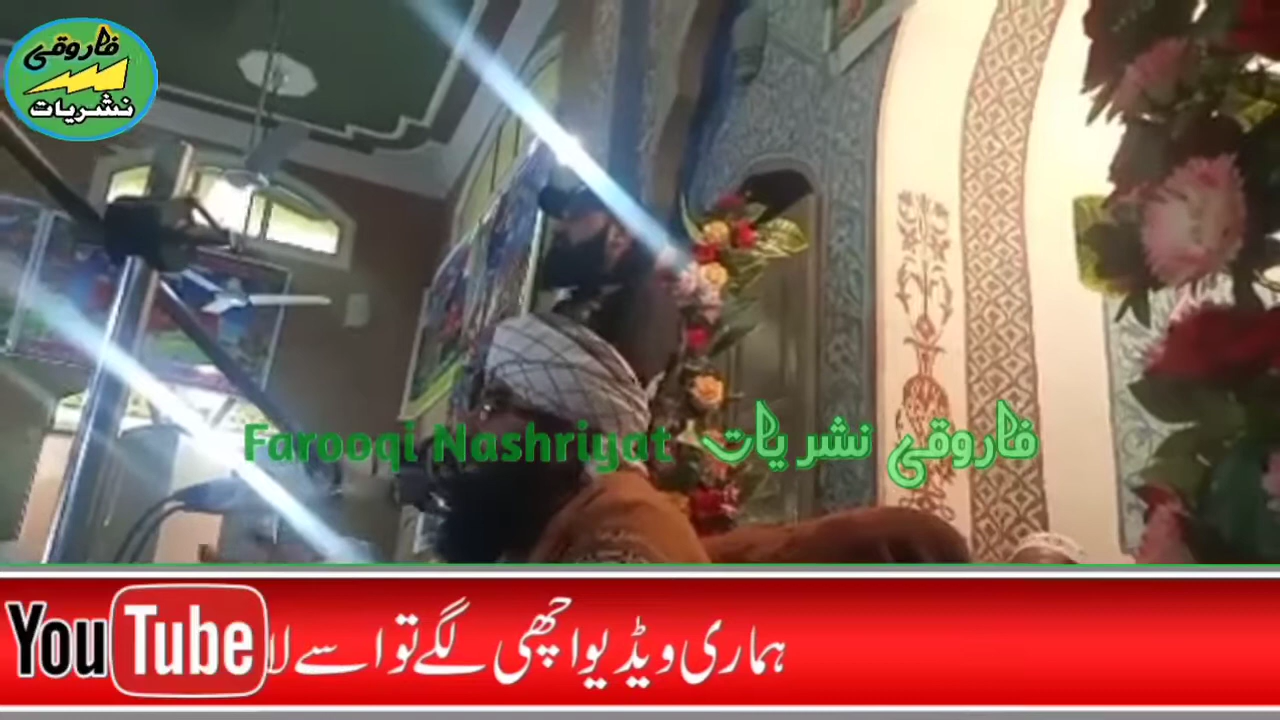 فاروقی
نشریات
Farooqi Nashriyat فاروقی نشریات
YouTube ہماری ویڈیو اچھی لگے تو اسے لا